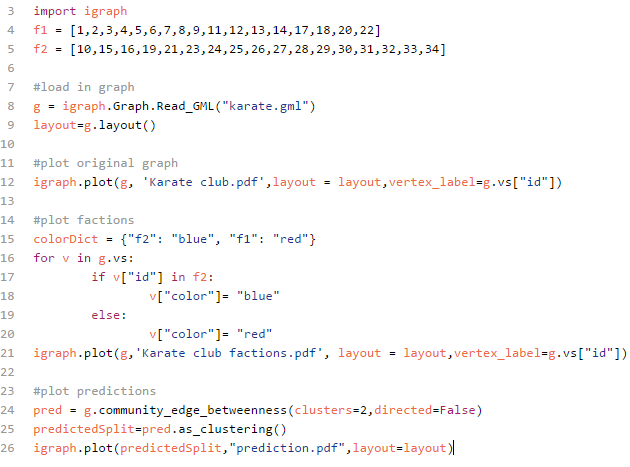 3 import igraph
4 f1 = [1,2,3,4,5,6,7,8,9,11,12,13,14,17,18,20,22]
5 f2 = [10,15,16,19,21,23,24,25,26,27,28,29,30,31,32,33,34]
6
7 #load in graph
8 g = igraph.Graph.Read_GML("karate.gml")
9 layout=g.layout()
10
11 #plot original graph
12 igraph.plot(g, 'Karate club.pdf',layout = layout,vertex_label=g.vs["id"])
13
14 #plot factions
15 colorDict = {"f2": "blue", "f1": "red"}
16 for v in g.vs:
17         if v["id"] in f2:
18                 v["color"]= "blue"
19         else:
20                 v["color"]= "red"
21 igraph.plot(g,'Karate club factions.pdf', layout = layout,vertex_label=g.vs["id"])
22
23 #plot predictions
24 pred = g.community_edge_betweenness(clusters=2,directed=False)
25 predictedSplit=pred.as_clustering()
26 igraph.plot(predictedSplit,"prediction.pdf",layout=layout)